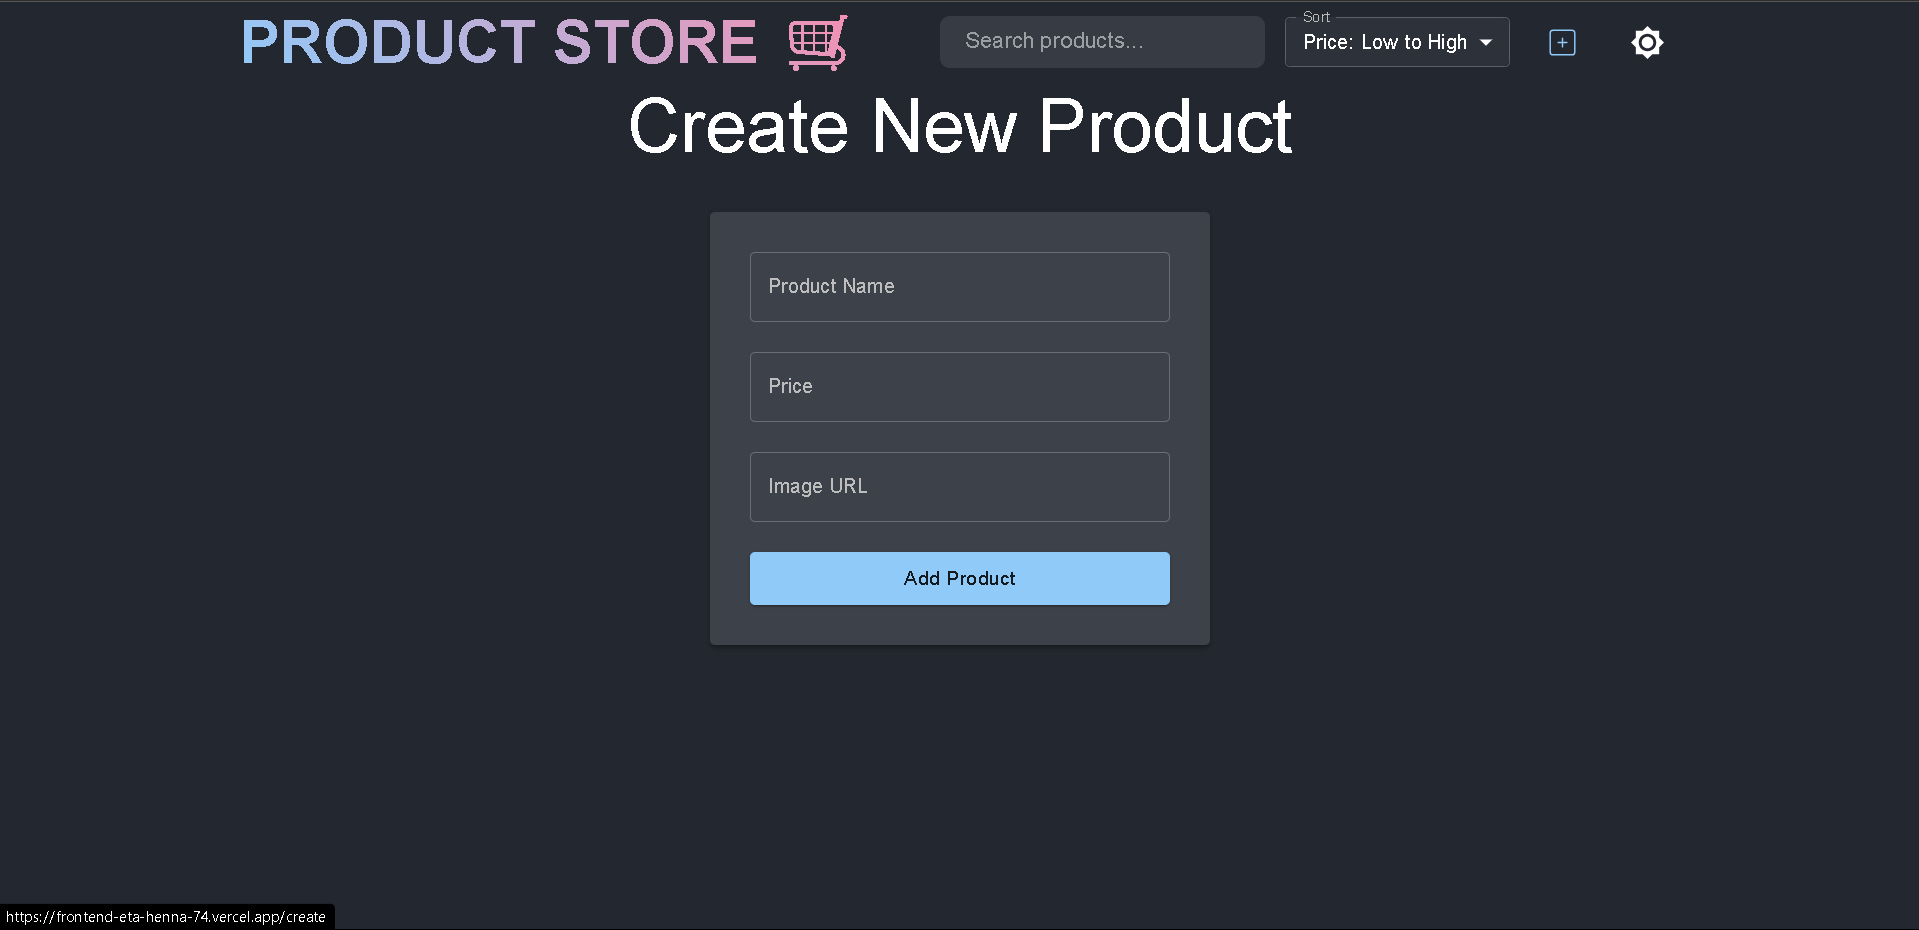 PRODUCT STORE
Search products...
Sort
Price: Low to High
Create New Product
Product Name
Price
Image URL
Add Product
https://frontend-eta-henna-74.vercel.app/create